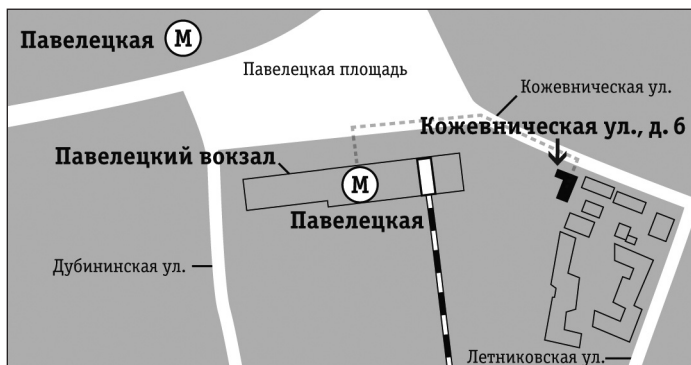 Павелецкая М
Павелецкая площадь
Кожевническая ул.
Кожевническая ул., д. 6
Павелецкий вокзал
М
Павелецкая
Дубининская ул.
Летниковская ул.